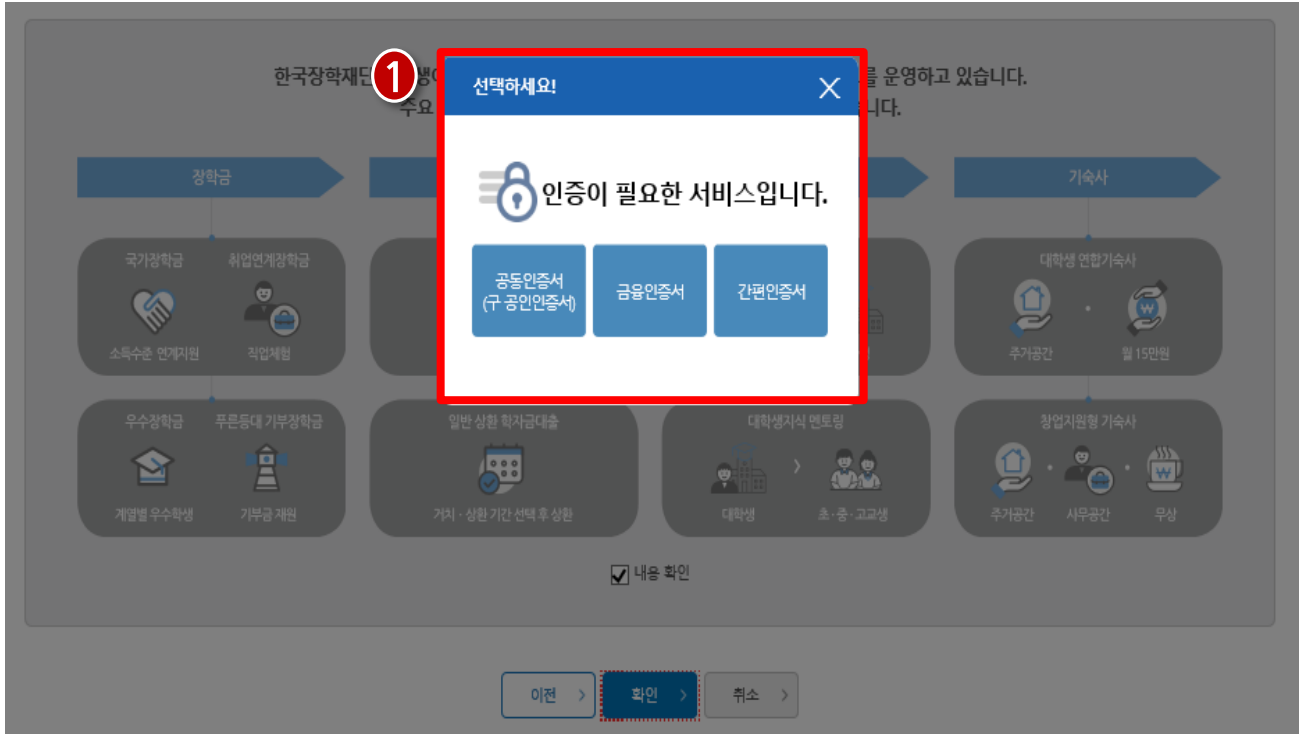 한국장학재단
를 운영하고 있습니다.
주요
니다.
1
선택하세요!
인증이 필요한 서비스입니다.
공동인증서
(구 공인인증서)
금융인증서
간편인증서
장학금
기숙사
국가장학금
취업연계장학금
소득수준 연계지원
직업체험
대학생 연합기숙사
주거공간
월 15만원
우수장학금
푸른등대 기부장학금
계열별 우수학생
기부금 재원
일반 상환 학자금대출
거치 · 상환 기간 선택 후 상환
대학생지식 멘토링
대학생
초 · 중 · 고교생
창업지원형 기숙사
주거공간
사무공간
무상
내용 확인
이전
확인
취소